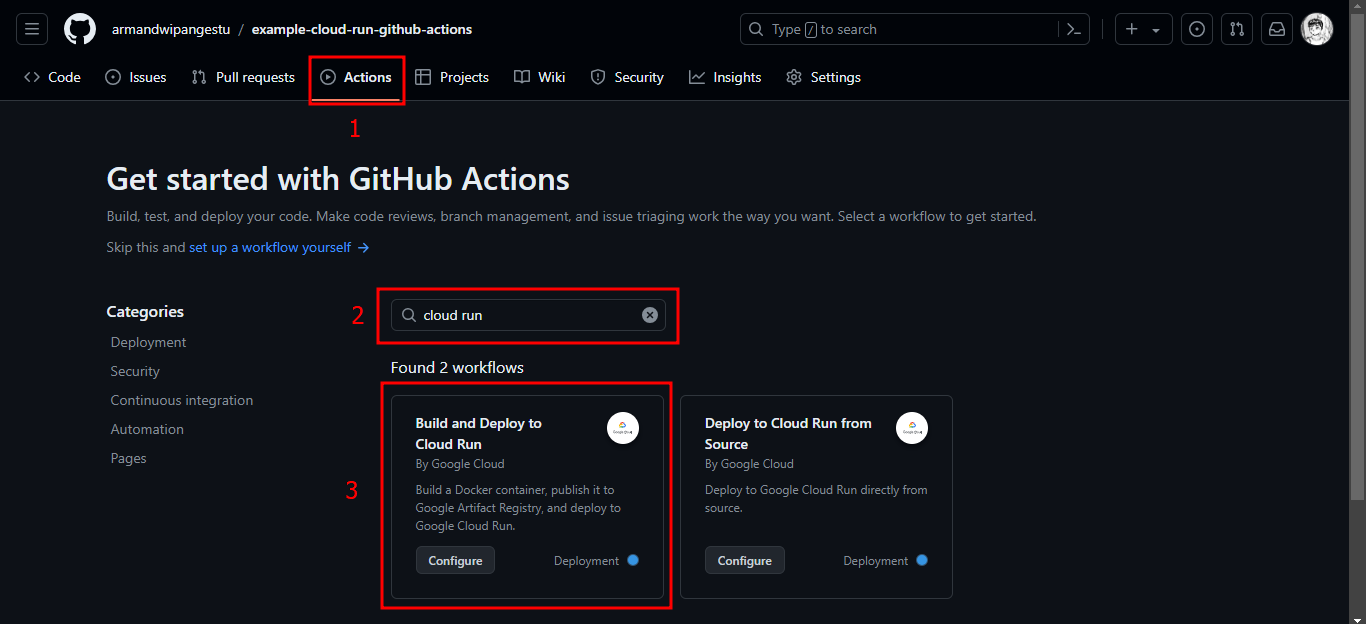 armandwipangestu / example-cloud-run-github-actions
Type / to search
Code Issues Pull requests Actions Projects Wiki Security Insights Settings
1
Get started with GitHub Actions
Build, test, and deploy your code. Make code reviews, branch management, and issue triaging work the way you want. Select a workflow to get started.
Skip this and set up a workflow yourself →
Categories
Deployment
Security
Continuous integration
Automation
Pages
2
cloud run
Found 2 workflows
3
Build and Deploy to
Cloud Run
By Google Cloud
Build a Docker container, publish it to
Google Artifact Registry, and deploy to
Google Cloud Run.
Configure
Deployment
Google Cloud
Deploy to Cloud Run from
Source
By Google Cloud
Deploy to Google Cloud Run directly from
source.
Configure
Deployment
Google Cloud